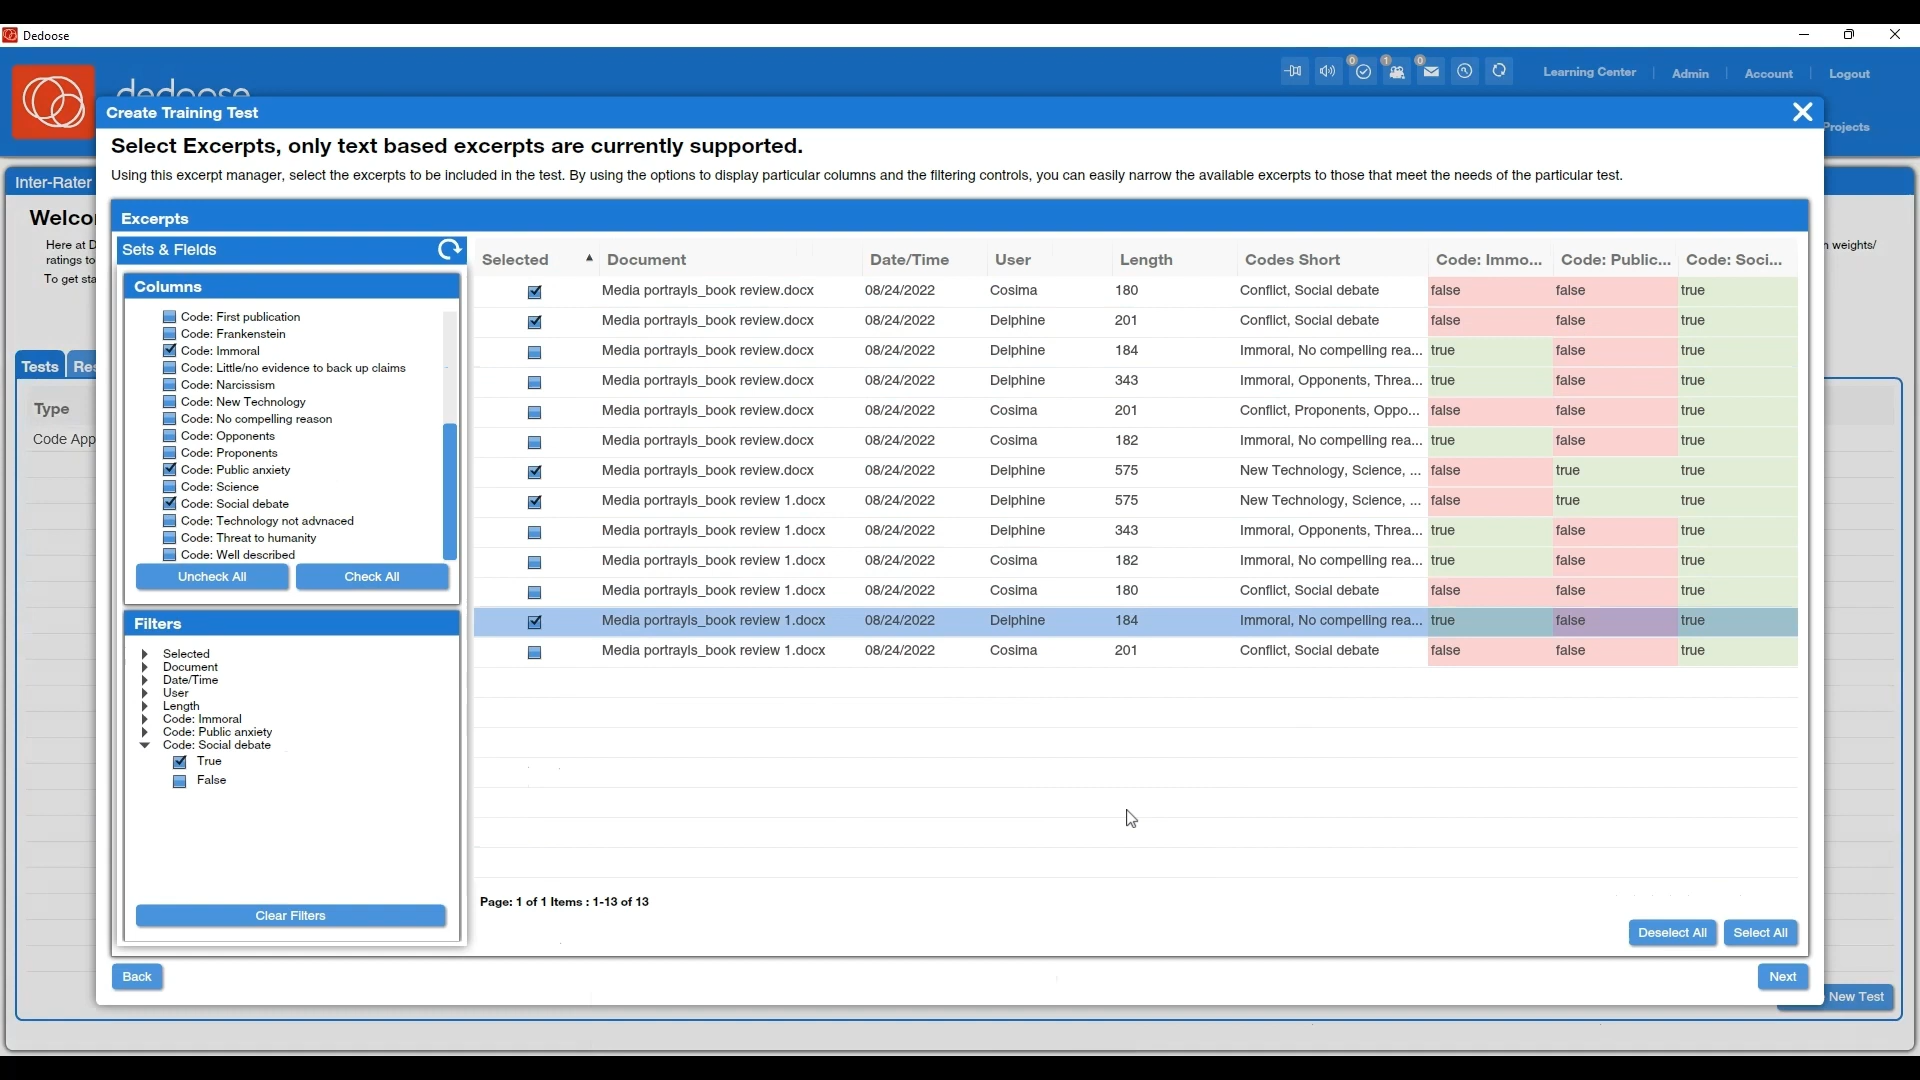 Dedoose
dedoose
0
1
0
Learning Center
Admin
Account
Logout
Projects
Create Training Test
Select Excerpts, only text based excerpts are currently supported.
Using this excerpt manager, select the excerpts to be included in the test. By using the options to display particular columns and the filtering controls, you can easily narrow the available excerpts to those that meet the needs of the particular test.
Inter-Rater
Welco
Here at D
ratings to
To get sta
n weights/
Tests
Res
Type
Code App
Excerpts
Sets & Fields
Columns
Code: First publication
Code: Frankenstein
Code: Immoral
Code: Little/no evidence to back up claims
Code: Narcissism
Code: New Technology
Code: No compelling reason
Code: Opponents
Code: Proponents
Code: Public anxiety
Code: Science
Code: Social debate
Code: Technology not advnaced
Code: Threat to humanity
Code: Well described
Uncheck All
Check All
Filters
Selected
Document
Date/Time
User
Length
Code: Immoral
Code: Public anxiety
Code: Social debate
True
False
Clear Filters
Selected Document Date/Time User Length Codes Short Code: Immo... Code: Public... Code: Soci...
Media portrayls_book review.docx 08/24/2022 Cosima 180 Conflict, Social debate false false true
Media portrayls_book review.docx 08/24/2022 Delphine 201 Conflict, Social debate false false true
Media portrayls_book review.docx 08/24/2022 Delphine 184 Immoral, No compelling rea... true false true
Media portrayls_book review.docx 08/24/2022 Delphine 343 Immoral, Opponents, Threa... true false true
Media portrayls_book review.docx 08/24/2022 Cosima 201 Conflict, Proponents, Oppo... false false true
Media portrayls_book review.docx 08/24/2022 Cosima 182 Immoral, No compelling rea... true false true
Media portrayls_book review.docx 08/24/2022 Delphine 575 New Technology, Science, ... false true true
Media portrayls_book review 1.docx 08/24/2022 Delphine 575 New Technology, Science, ... false true true
Media portrayls_book review 1.docx 08/24/2022 Delphine 343 Immoral, Opponents, Threa... true false true
Media portrayls_book review 1.docx 08/24/2022 Cosima 182 Immoral, No compelling rea... true false true
Media portrayls_book review 1.docx 08/24/2022 Cosima 180 Conflict, Social debate false false true
Media portrayls_book review 1.docx 08/24/2022 Delphine 184 Immoral, No compelling rea... true false true
Media portrayls_book review 1.docx 08/24/2022 Cosima 201 Conflict, Social debate false false true
Page: 1 of 1 Items : 1-13 of 13
Deselect All
Select All
Back
Next
New Test